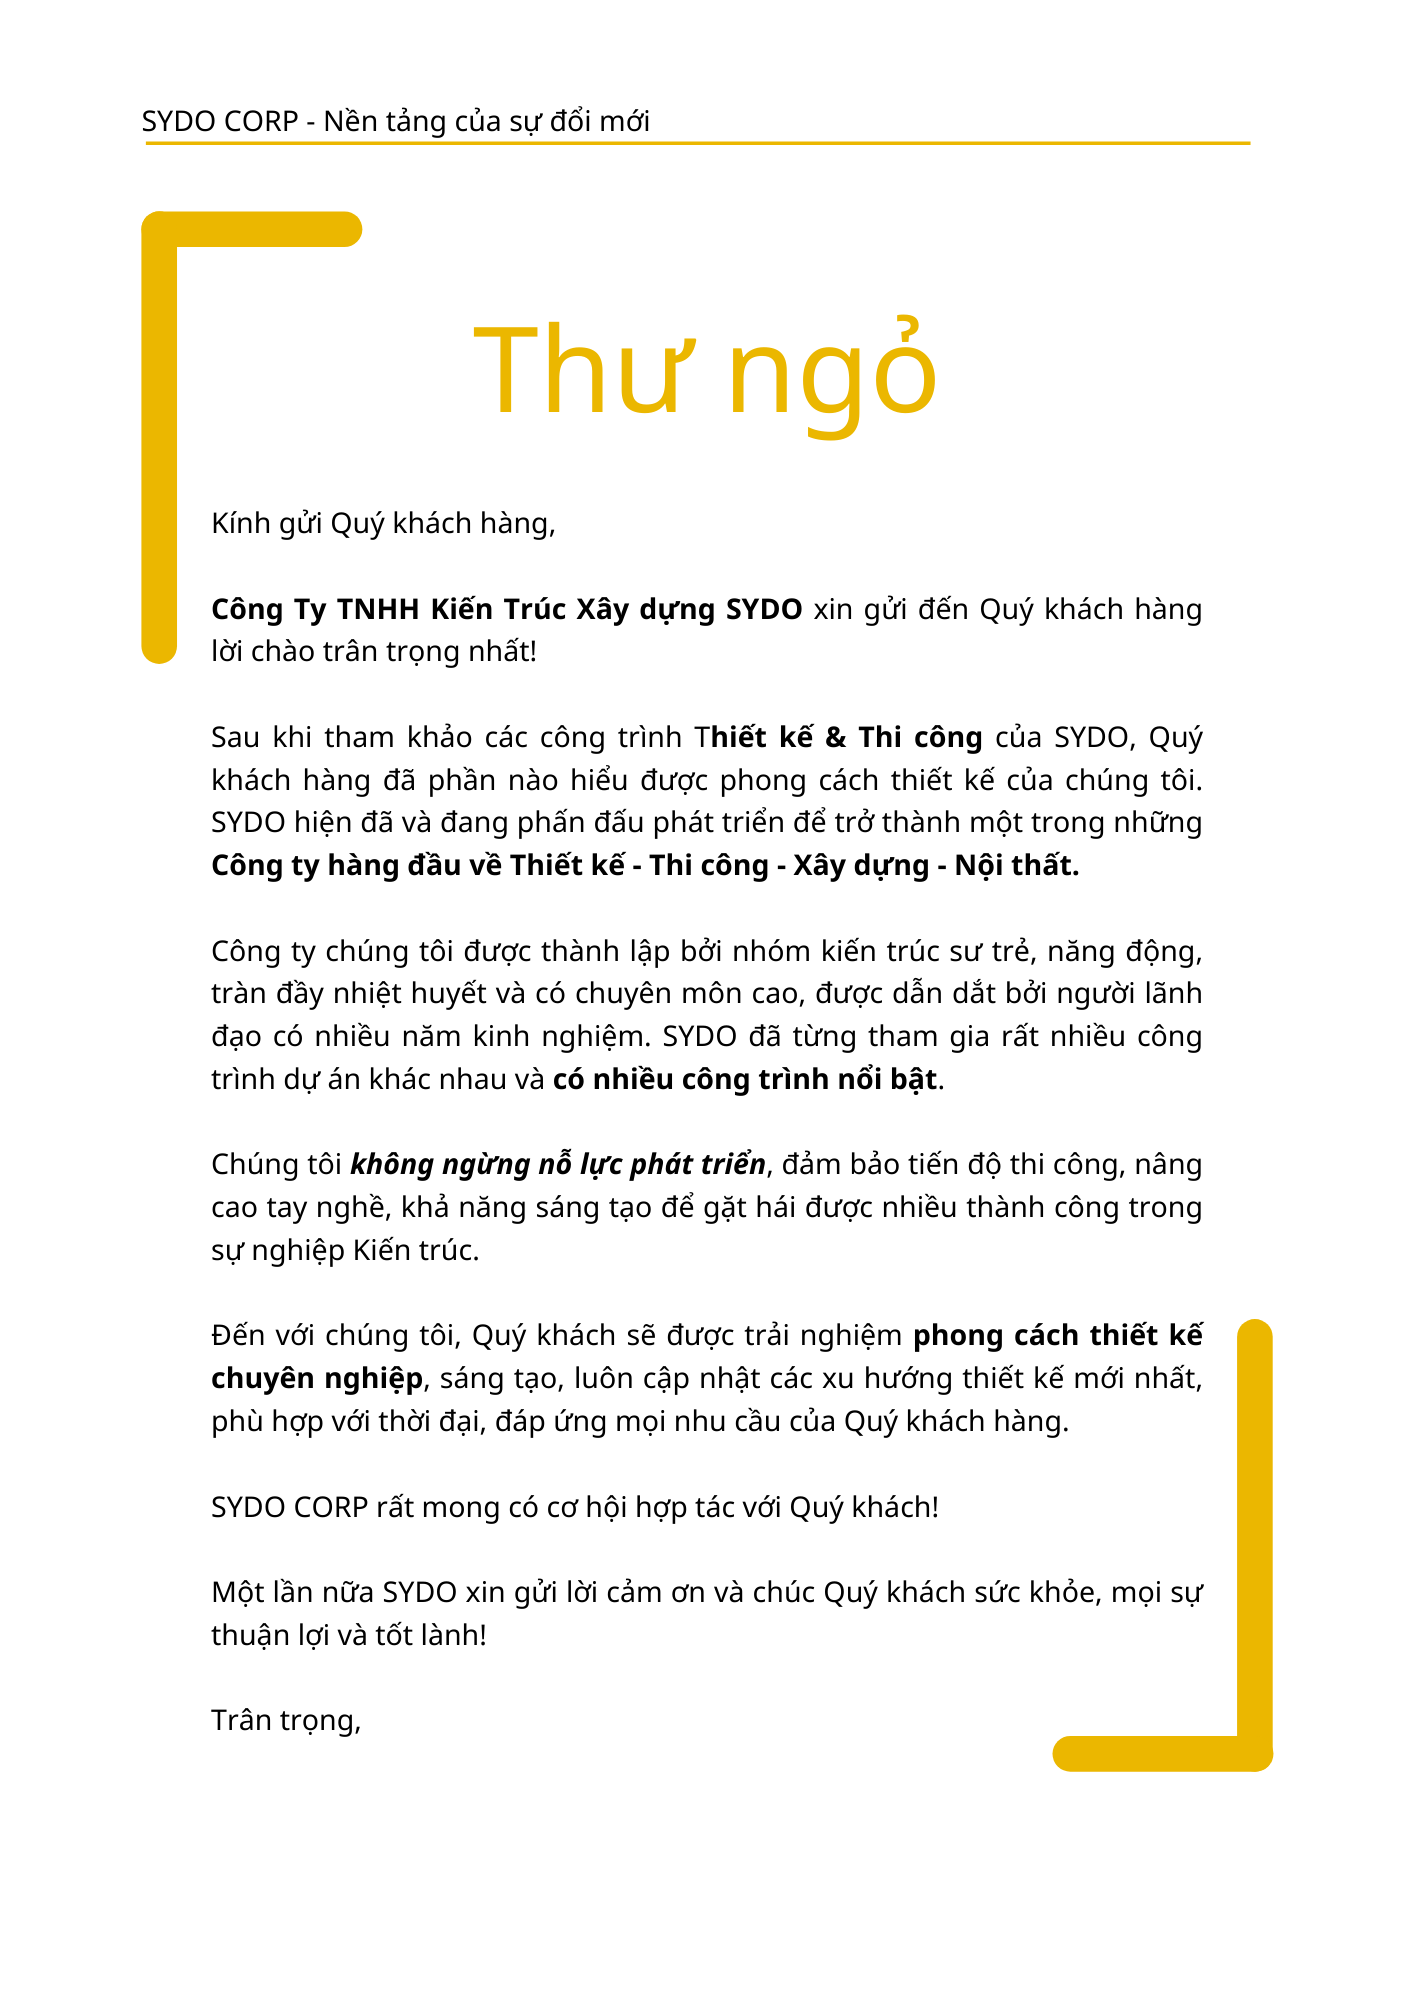 SYDO CORP - Nền tảng của sự đổi mới
Thư ngỏ
Kính gửi Quý khách hàng,
Công Ty TNHH Kiến Trúc Xây dựng SYDO xin gửi đến Quý khách hàng
lời chào trân trọng nhất!
Sau khi tham khảo các công trình Thiết kế & Thi công của SYDO, Quý
khách hàng đã phần nào hiểu được phong cách thiết kế của chúng tôi.
SYDO hiện đã và đang phấn đấu phát triển để trở thành một trong những
Công ty hàng đầu về Thiết kế - Thi công - Xây dựng - Nội thất.
Công ty chúng tôi được thành lập bởi nhóm kiến trúc sư trẻ, năng động,
tràn đầy nhiệt huyết và có chuyên môn cao, được dẫn dắt bởi người lãnh
đạo có nhiều năm kinh nghiệm. SYDO đã từng tham gia rất nhiều công
trình dự án khác nhau và có nhiều công trình nổi bật.
Chúng tôi không ngừng nỗ lực phát triển, đảm bảo tiến độ thi công, nâng
cao tay nghề, khả năng sáng tạo để gặt hái được nhiều thành công trong
sự nghiệp Kiến trúc.
Đến với chúng tôi, Quý khách sẽ được trải nghiệm phong cách thiết kế
chuyên nghiệp, sáng tạo, luôn cập nhật các xu hướng thiết kế mới nhất,
phù hợp với thời đại, đáp ứng mọi nhu cầu của Quý khách hàng.
SYDO CORP rất mong có cơ hội hợp tác với Quý khách!
Một lần nữa SYDO xin gửi lời cảm ơn và chúc Quý khách sức khỏe, mọi sự
thuận lợi và tốt lành!
Trân trọng,